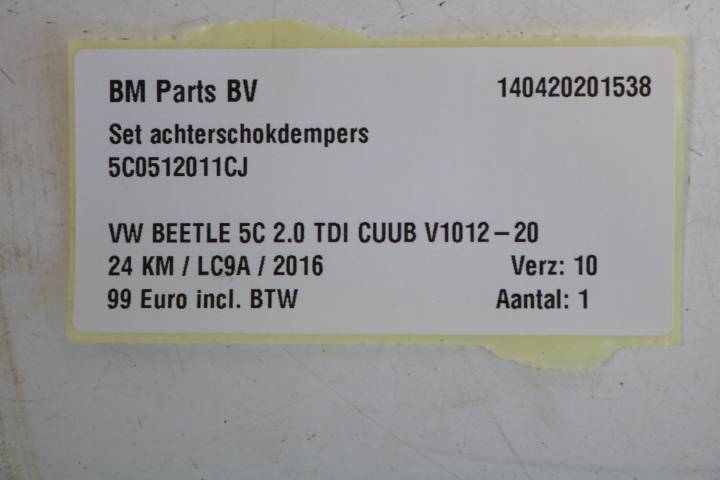 BM Parts BV 140420201538
Set achterschokdempers
5C0512011CJ
VW BEETLE 5C 2.0 TDI CUUB V1012-20
24 KM / LC9A / 2016 Verz: 10
99 Euro incl. BTW Aantal: 1